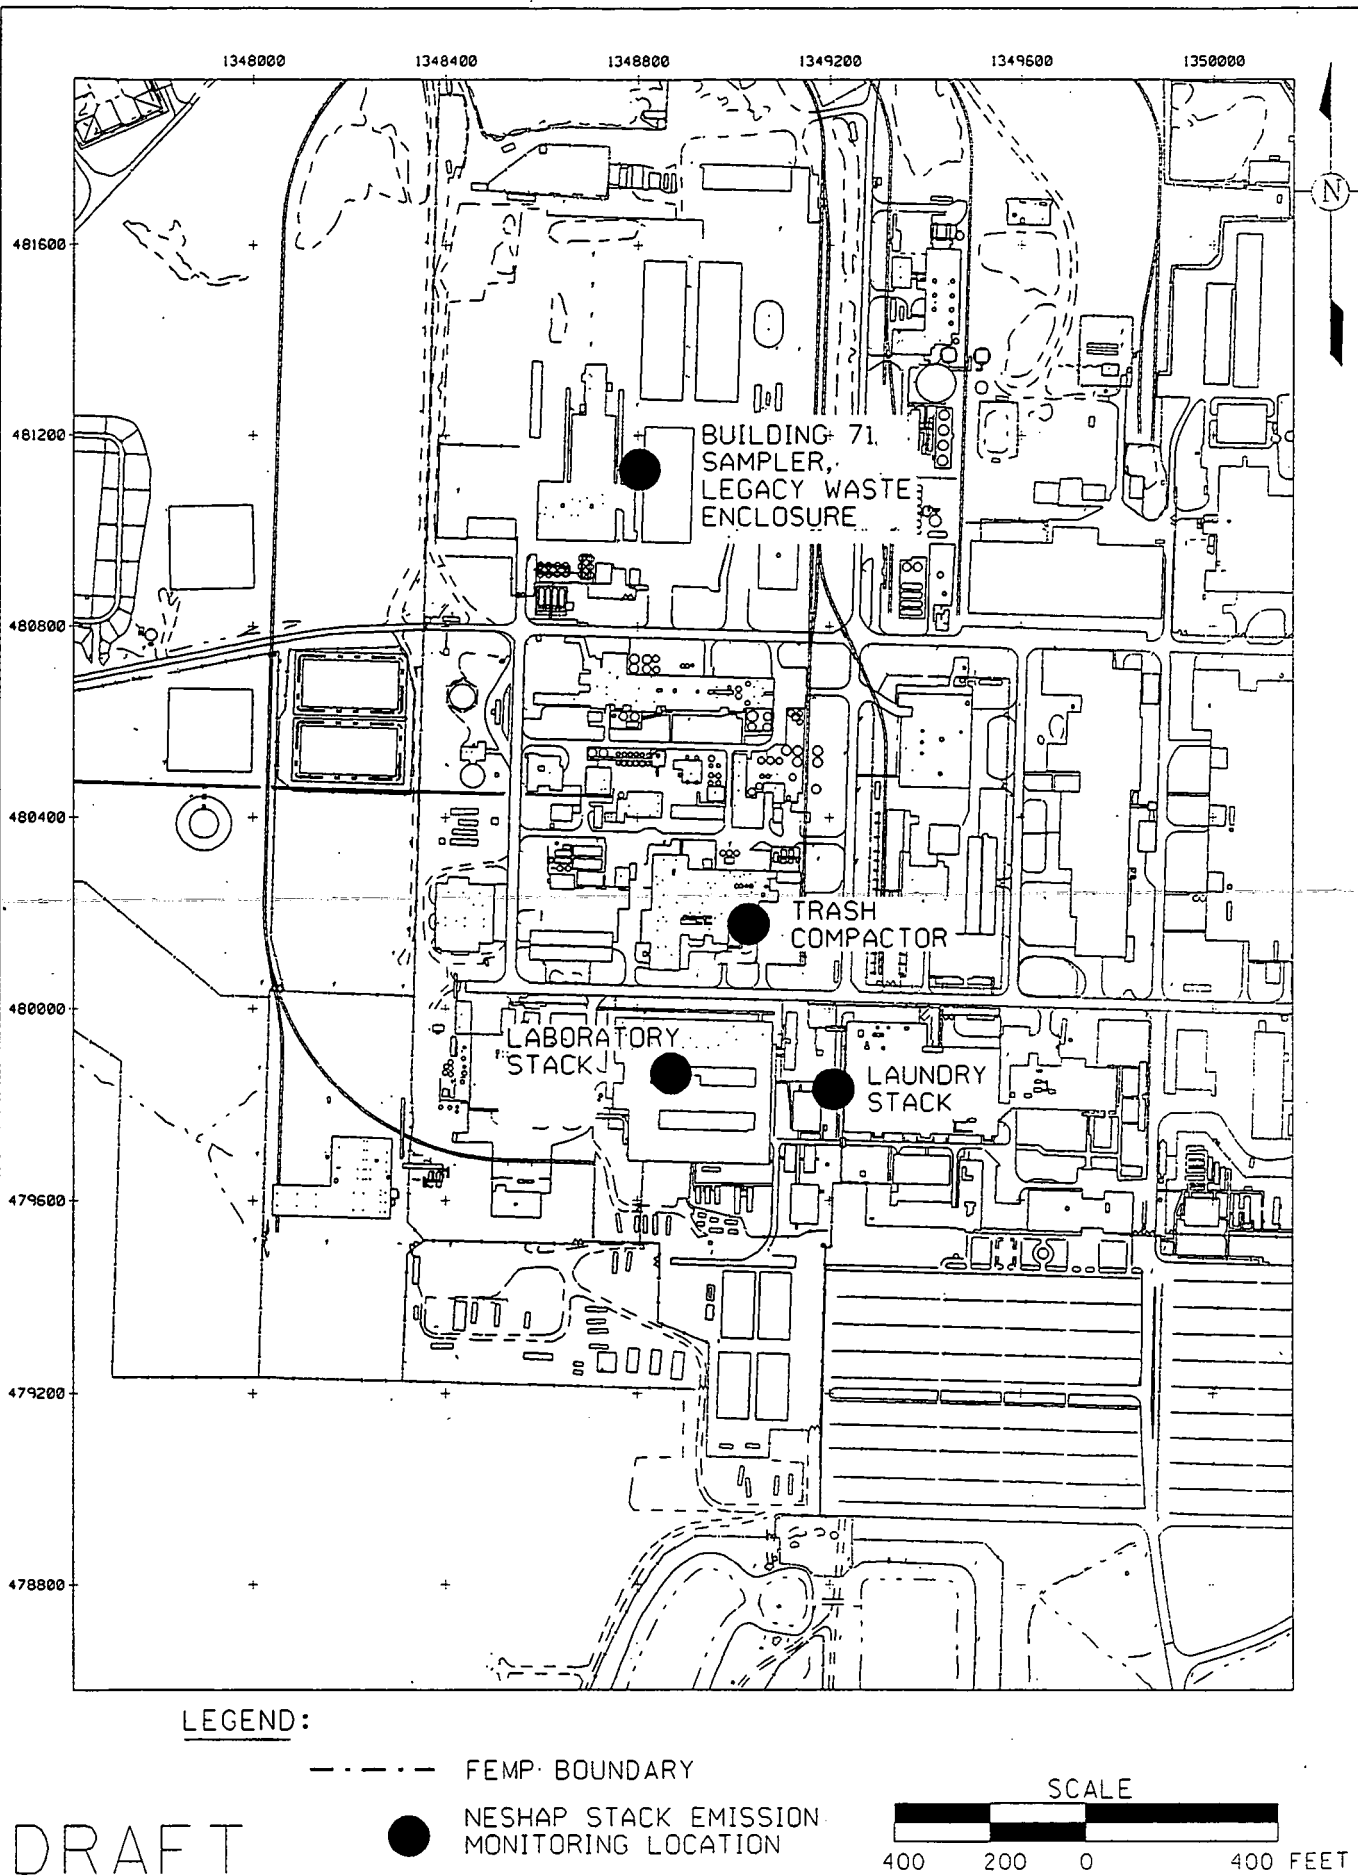 1348000 1348400 1348800 1349200 1349600 1350000
N
481600
481200
BUILDING 71
SAMPLER,
LEGACY WASTE
ENCLOSURE
480800
480400
TRASH
COMPACTOR
480000
LABORATORY
STACK
LAUNDRY
STACK
479600
479200
478800
LEGEND:
FEMP BOUNDARY
NESHAP STACK EMISSION
MONITORING LOCATION
SCALE
400 200 0 400 FEET
DRAFT